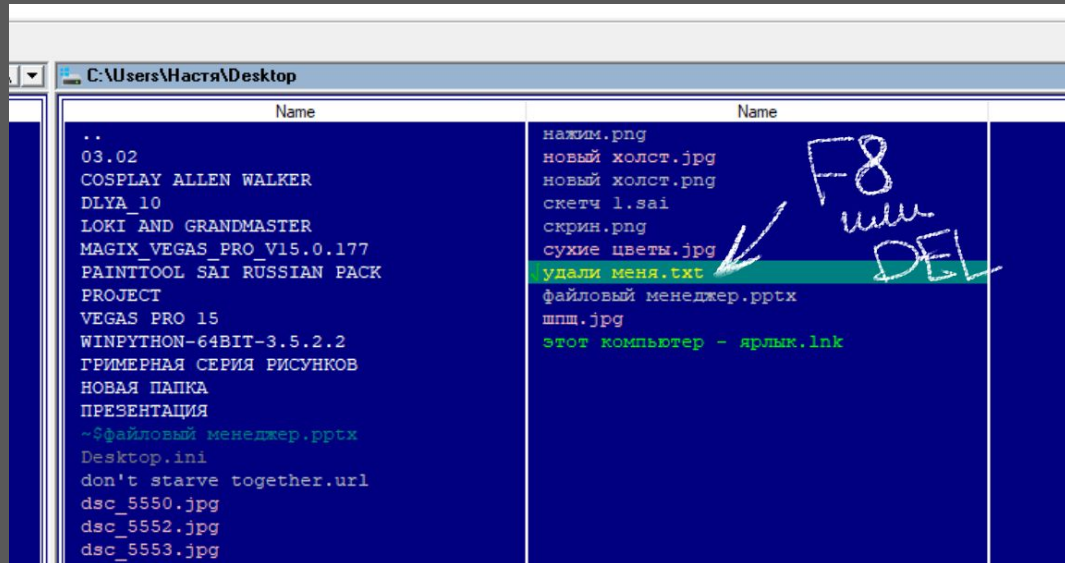 C:\Users\Настя\Desktop
Name
..
03.02
COSPLAY ALLEN WALKER
DLYA_10
LOKI AND GRANDMASTER
MAGIX_VEGAS_PRO_V15.0.177
PAINTTOOL SAI RUSSIAN PACK
PROJECT
VEGAS PRO 15
WINPYTHON-64BIT-3.5.2.2
ГРИМЕРНАЯ СЕРИЯ РИСУНКОВ
НОВАЯ ПАПКА
ПРЕЗЕНТАЦИЯ
~$файловый менеджер.pptx
Desktop.ini
don't starve together.url
dsc_5550.jpg
dsc_5552.jpg
dsc_5553.jpg
Name
нажим.png
новый холст.jpg
новый холст.png
скетч 1.sai
скрин.png
сухие цветы.jpg
удали меня.txt
файловый менеджер.pptx
шпщ.jpg
этот компьютер - ярлык.lnk
F8
или
DEL